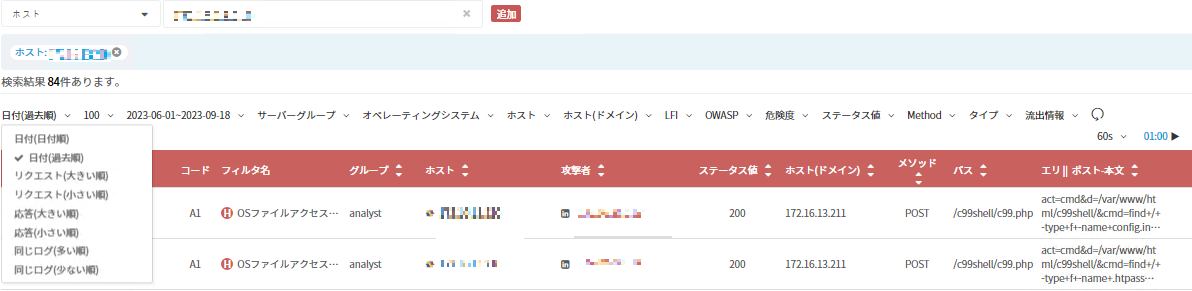 ホスト
追加
ホスト:
検索結果 84件あります。
日付(過去順) 100 2023-06-01~2023-09-18 サーバーグループ オペレーティングシステム ホスト ホスト(ドメイン) LFI OWASP 危険度 ステータス値 Method タイプ 流出情報
60s 01:00
日付(日付順)
日付(過去順)
リクエスト(大きい順)
リクエスト(小さい順)
応答(大きい順)
応答(小さい順)
同じログ(多い順)
同じログ(少ない順)
コード フィルタ名 グループ ホスト 攻撃者 ステータス値 ホスト(ドメイン) メソッド パス エリ || ポスト-本文
A1 H OSファイルアクセス… analyst 200 172.16.13.211 POST /c99shell/c99.php
act=cmd&d=/var/www/ht
ml/c99shell/&cmd=find+/+
-type+f+-name+config.in…
A1 H OSファイルアクセス… analyst 200 172.16.13.211 POST /c99shell/c99.php
act=cmd&d=/var/www/ht
ml/c99shell/&cmd=find+/+
-type+f+-name+.htpass…